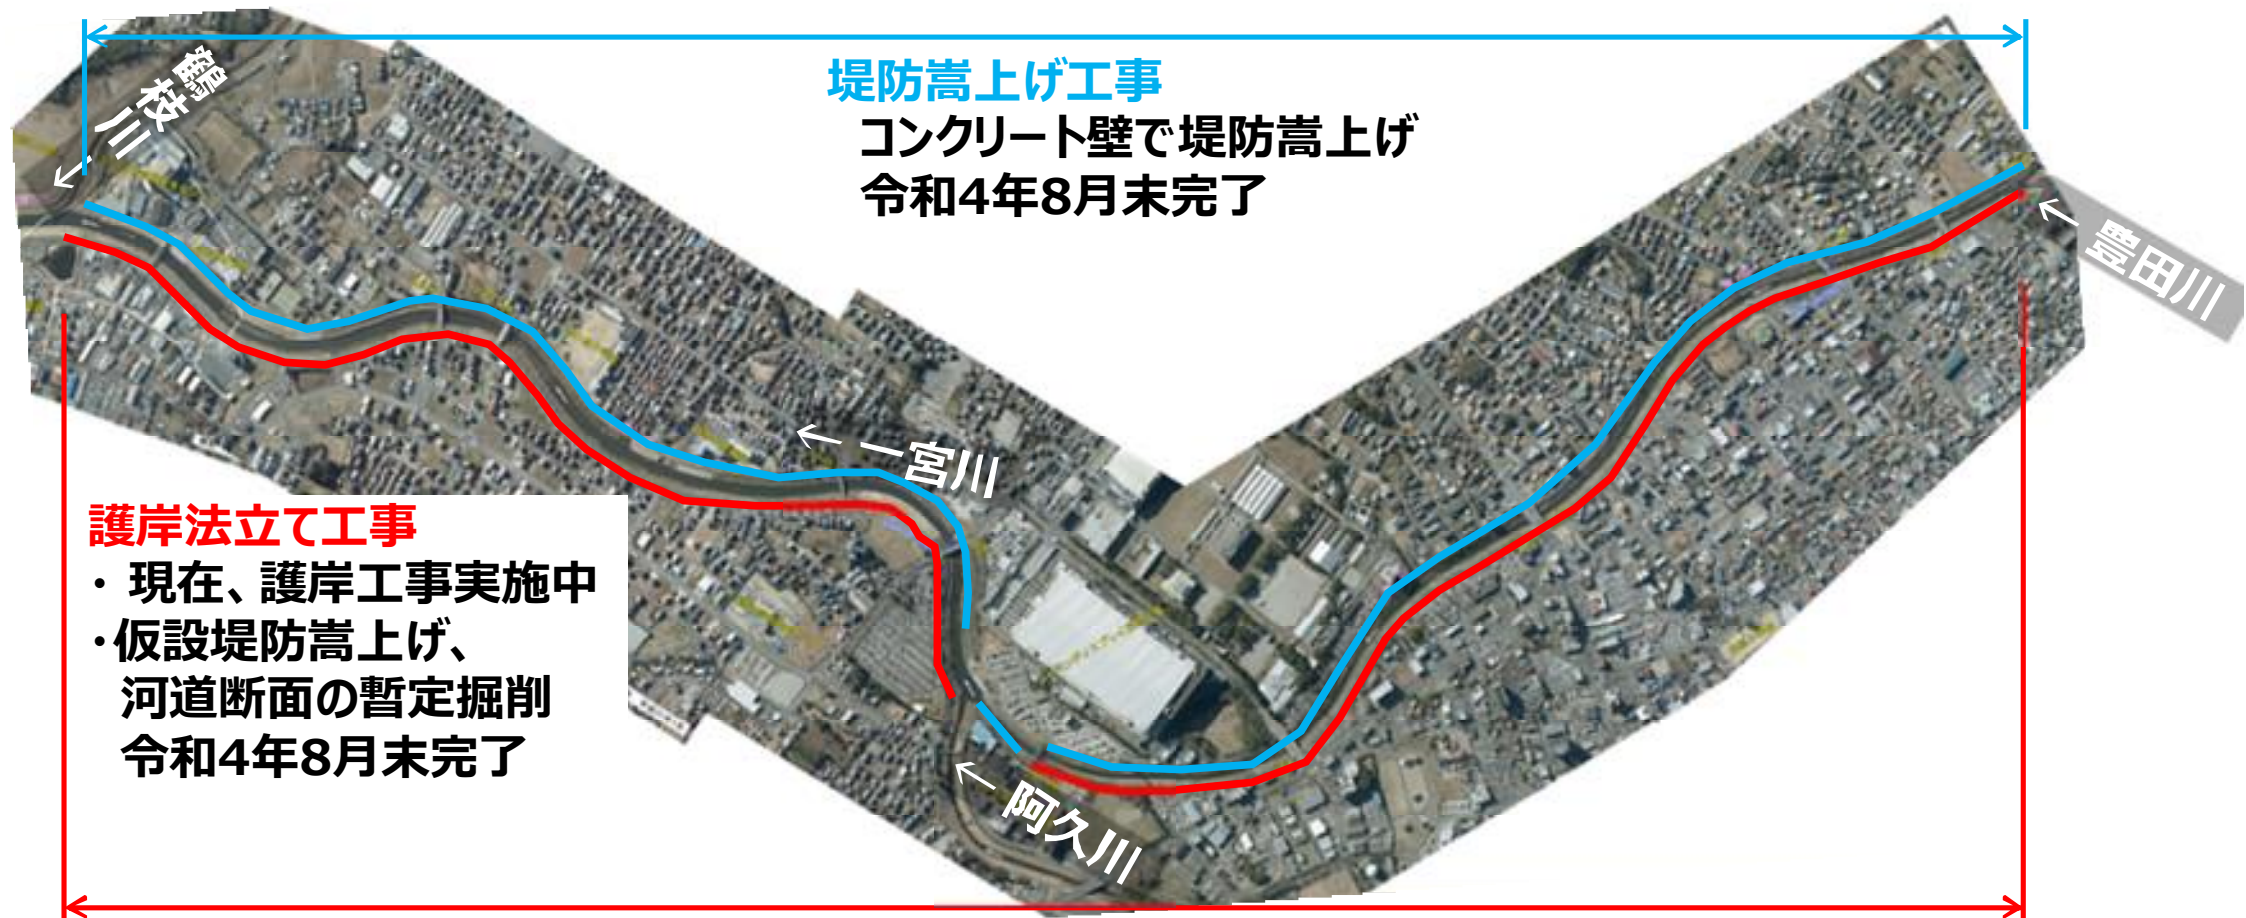 鶴枝川
←
堤防嵩上げ工事
コンクリート壁で堤防嵩上げ
令和4年8月末完了
← 豊田川
← 一宮川
護岸法立て工事
・ 現在、護岸工事実施中
・仮設堤防嵩上げ、
河道断面の暫定掘削
令和4年8月末完了
← 阿久川